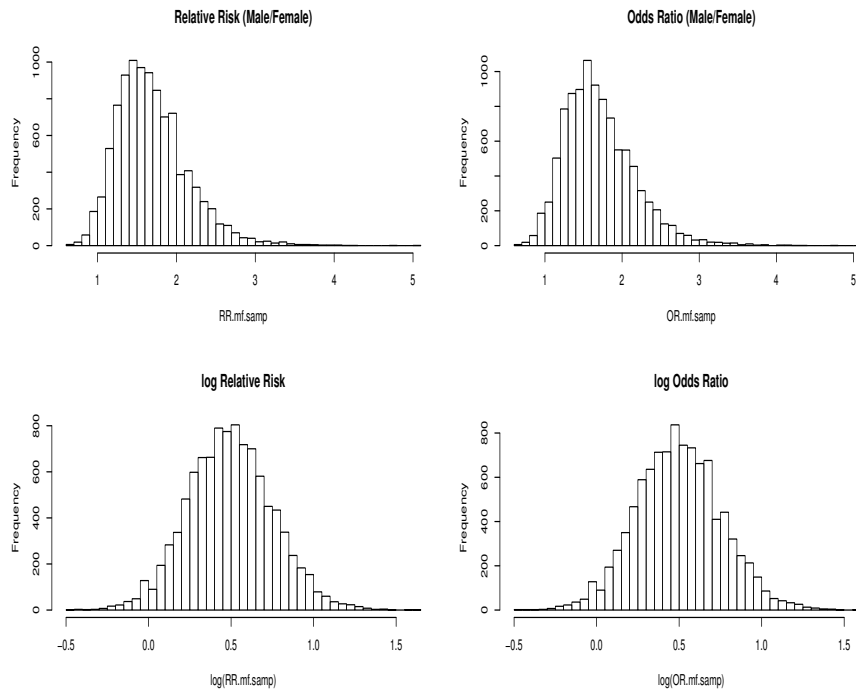 Relative Risk (Male/Female)
Frequency
0 200 600 1000
1 2 3 4 5
RR.mf.samp
Odds Ratio (Male/Female)
Frequency
0 200 600 1000
1 2 3 4 5
OR.mf.samp
log Relative Risk
Frequency
0 200 400 600 800
−0.5 0.0 0.5 1.0 1.5
log(RR.mf.samp)
log Odds Ratio
Frequency
0 200 400 600 800
−0.5 0.0 0.5 1.0 1.5
log(OR.mf.samp)